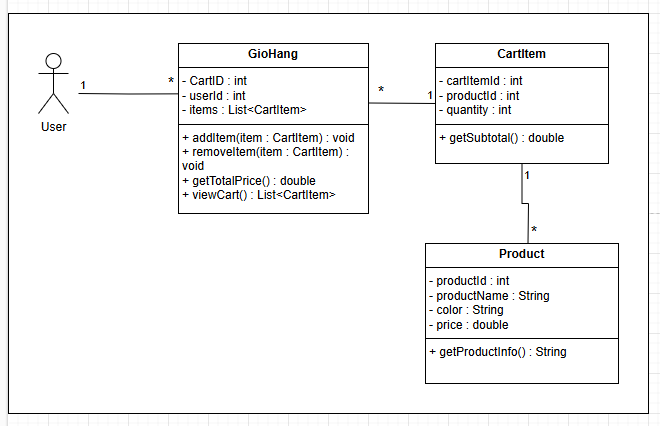 User
1
*
GioHang
- CartID : int
- userId : int
- items : List<CartItem>
+ addItem(item : CartItem) : void
+ removeItem(item : CartItem) :
void
+ getTotalPrice() : double
+ viewCart() : List<CartItem>
*
1
CartItem
- cartItemId : int
- productId : int
- quantity : int
+ getSubtotal() : double
1
*
Product
- productId : int
- productName : String
- color : String
- price : double
+ getProductInfo() : String